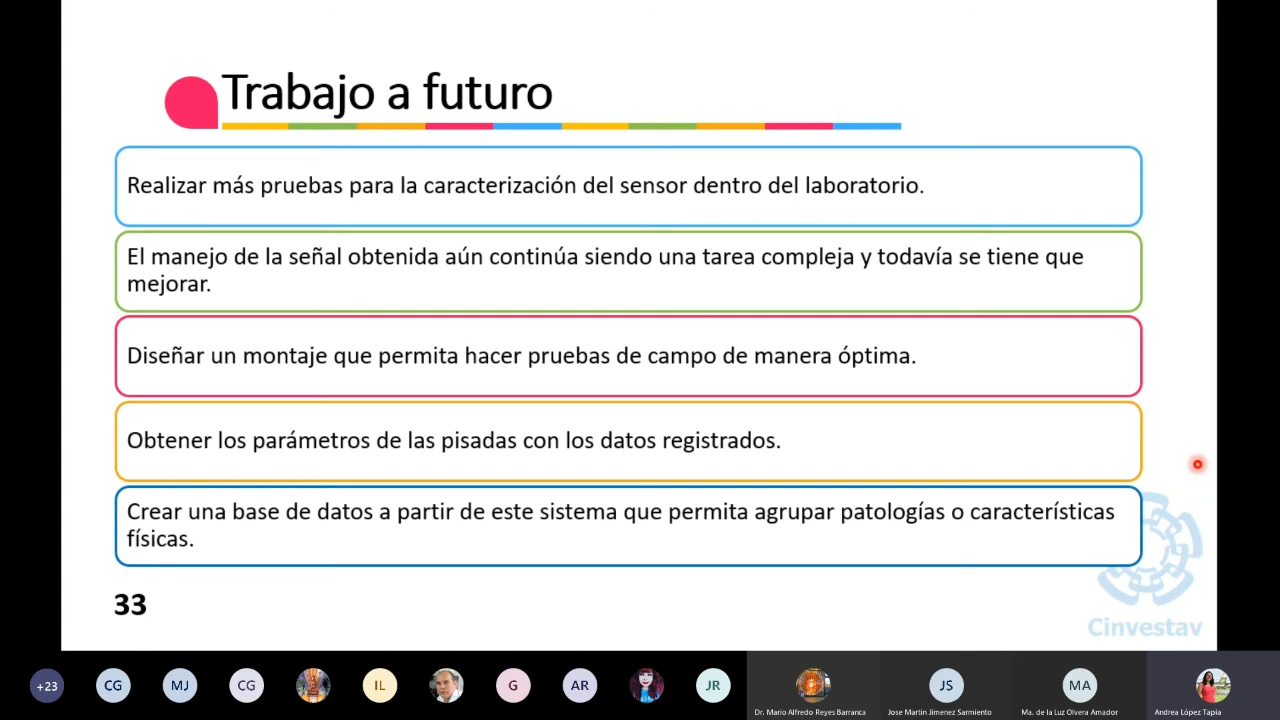 Trabajo a futuro
Realizar más pruebas para la caracterización del sensor dentro del laboratorio.
El manejo de la señal obtenida aún continúa siendo una tarea compleja y todavía se tiene que
mejorar.
Diseñar un montaje que permita hacer pruebas de campo de manera óptima.
Obtener los parámetros de las pisadas con los datos registrados.
Crear una base de datos a partir de este sistema que permita agrupar patologías o características
físicas.
33
Cinvestav
+23
CG
MJ
CG
IL
G
AR
JR
JS
MA
Dr. Mario Alfredo Reyes Barranca
Jose Martin Jimenez Sarmiento
Ma. de la Luz Olvera Amador
Andrea López Tapia